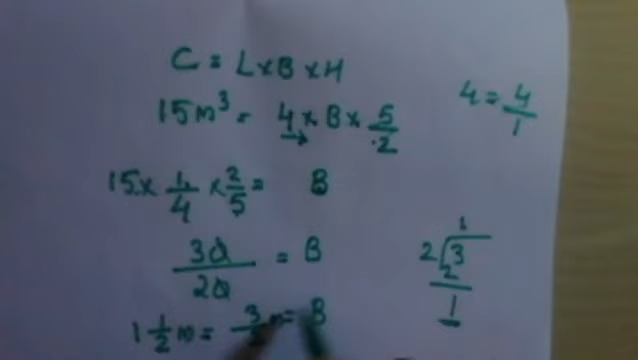 C = L×B×H
15m³ = 4 × B × 5/2
4 = 4/1
15 × 1/4 × 2/5 = B
30/20 = B
2)3
1
2
1
1 1/2 m = 3 = B